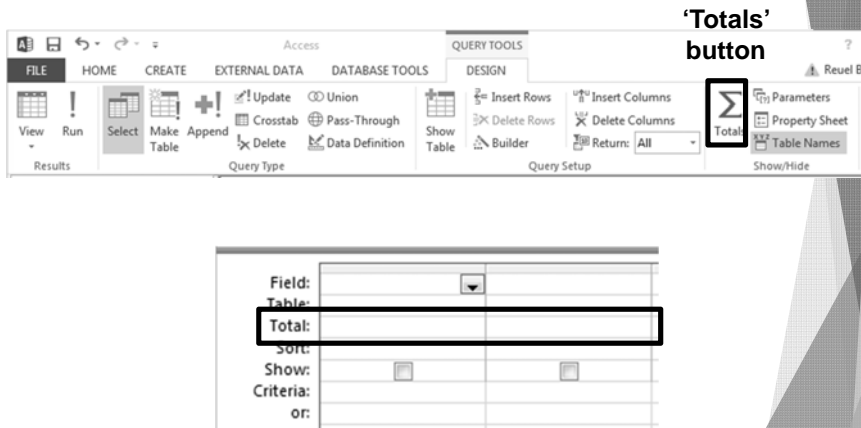 ‘Totals’
button
Access
QUERY TOOLS
?
FILE HOME CREATE EXTERNAL DATA DATABASE TOOLS DESIGN
Reuel B
View Run Select Make Table Append
Update Union
Crosstab Pass-Through
Delete Data Definition
Show Table
Insert Rows Insert Columns
Delete Rows Delete Columns
Builder Return: All
Totals
Parameters
Property Sheet
Table Names
Results Query Type Query Setup Show/Hide
Field:
Table:
Total:
Sort:
Show:
Criteria:
or: